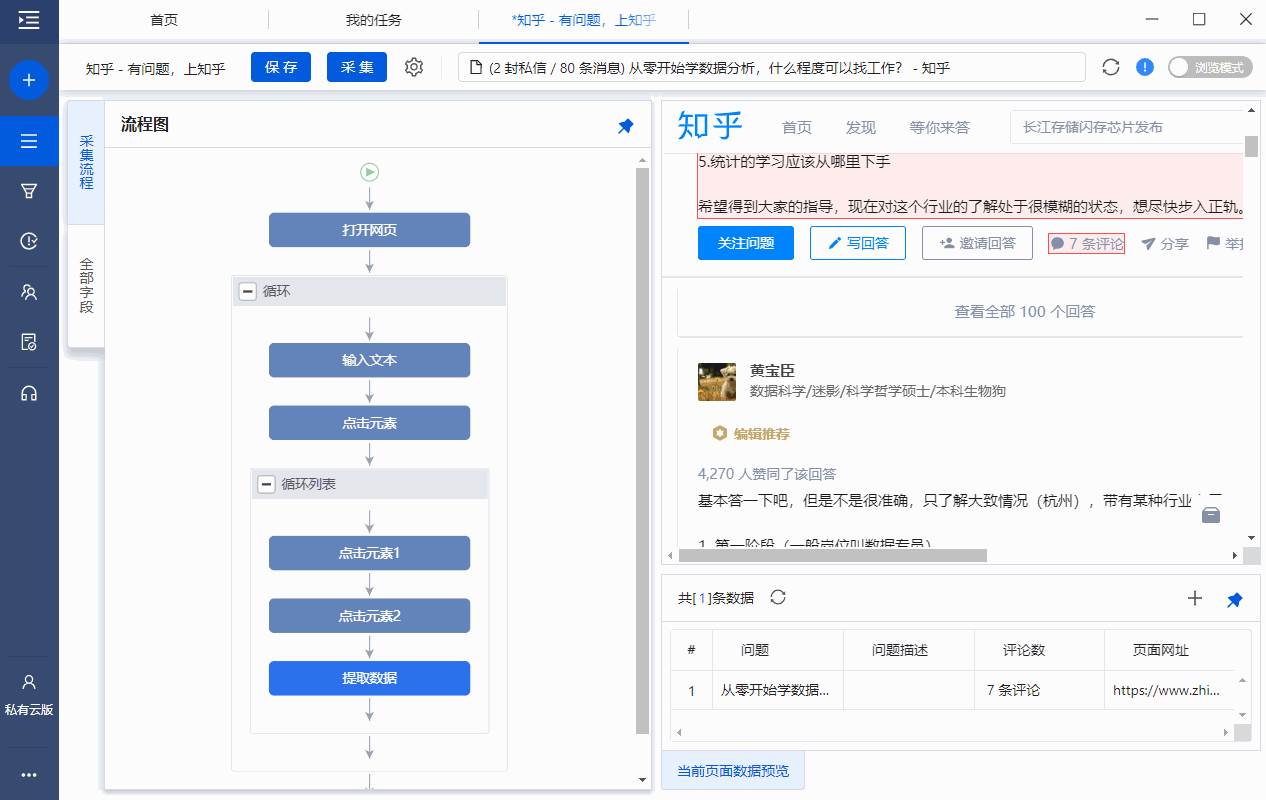 首页
我的任务
*知乎 - 有问题，上知乎
知乎 - 有问题，上知乎
保存
采集
(2 封私信 / 80 条消息) 从零开始学数据分析，什么程度可以找工作? - 知乎
浏览模式
采集流程
全部字段
流程图
打开网页
循环
输入文本
点击元素
循环列表
点击元素1
点击元素2
提取数据
私有云版
知乎
首页
发现
等你来答
长江存储闪存芯片发布
5.统计的学习应该从哪里下手
希望得到大家的指导，现在对这个行业的了解处于很模糊的状态，想尽快步入正轨。
关注问题
写回答
邀请回答
7 条评论
分享
查看全部 100 个回答
黄宝臣
数据科学/迷影/科学哲学硕士/本科生物狗
编辑推荐
4,270 人赞同了该回答
基本答一下吧，但是不是很准确，只了解大致情况（杭州），带有某种行业
1. 第一阶段（一般岗位叫数据专员）
共[1]条数据
# 问题 问题描述 评论数 页面网址
1 从零开始学数据... 7 条评论 https://www.zhi...
当前页面数据预览